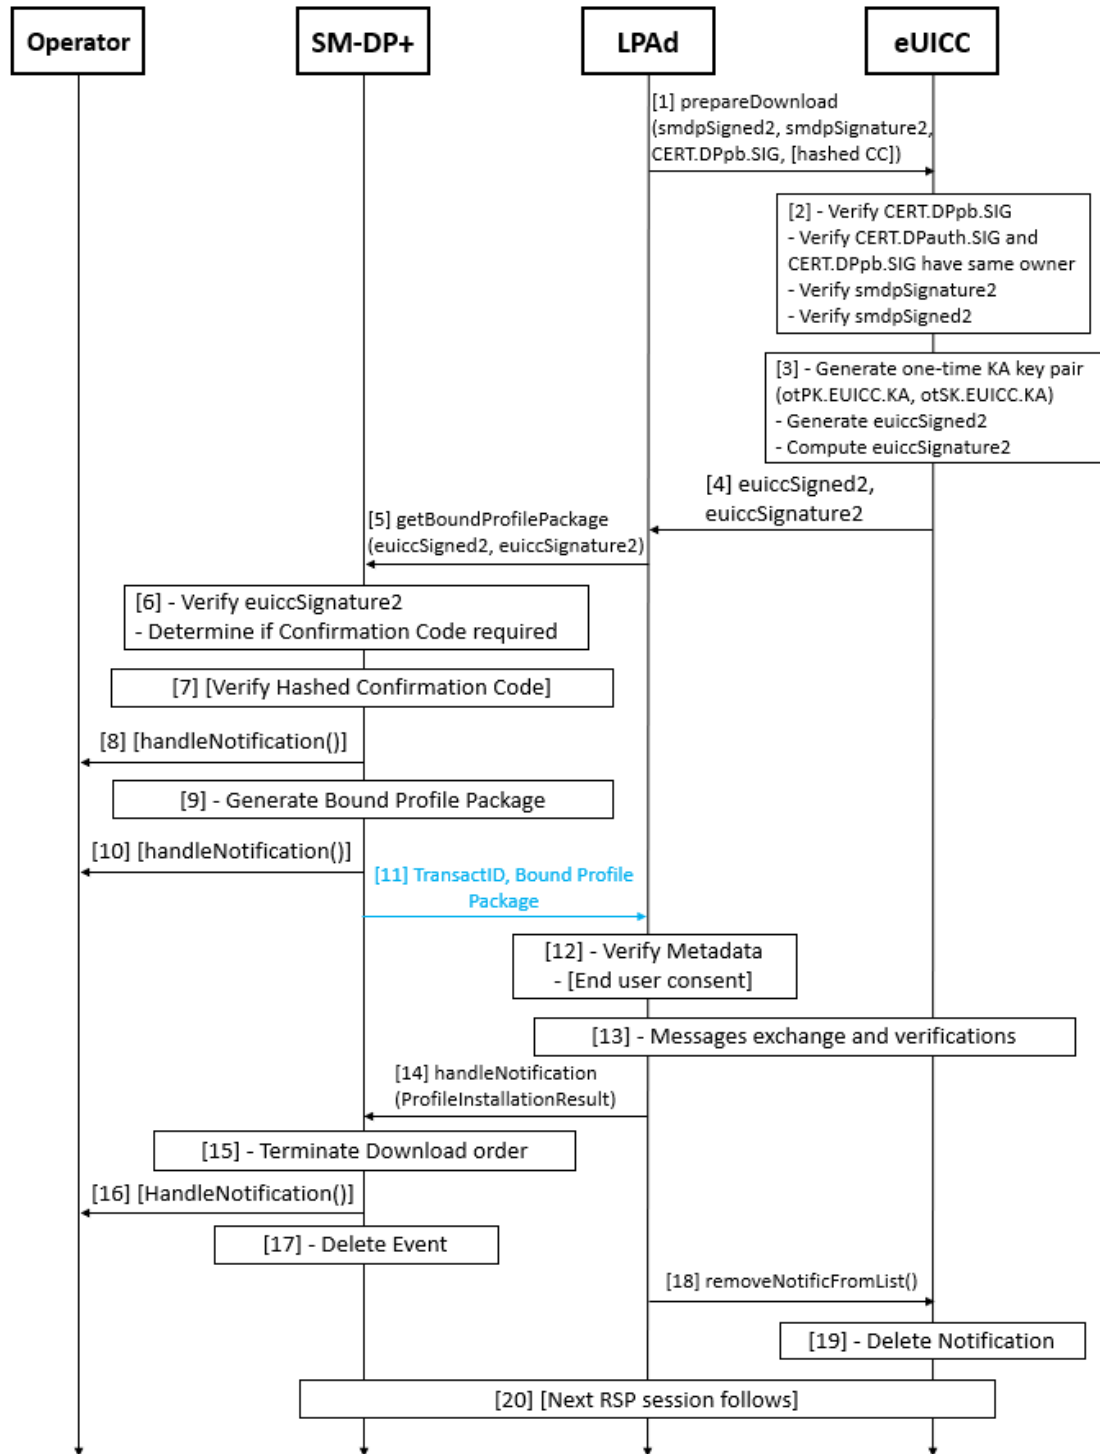 Operator
SM-DP+
LPAd
eUICC
[1] prepareDownload
(smdpSigned2, smdpSignature2,
CERT.DPpb.SIG, [hashed CC])
[2] - Verify CERT.DPpb.SIG
- Verify CERT.DPauth.SIG and
CERT.DPpb.SIG have same owner
- Verify smdpSignature2
- Verify smdpSigned2
[3] - Generate one-time KA key pair
(otPK.EUICC.KA, otSK.EUICC.KA)
- Generate euiccSigned2
- Compute euiccSignature2
[4] euiccSigned2,
euiccSignature2
[5] getBoundProfilePackage
(euiccSigned2, euiccSignature2)
[6] - Verify euiccSignature2
- Determine if Confirmation Code required
[7] [Verify Hashed Confirmation Code]
[8] [handleNotification()]
[9] - Generate Bound Profile Package
[10] [handleNotification()]
[11] TransactID, Bound Profile
Package
[12] - Verify Metadata
- [End user consent]
[13] - Messages exchange and verifications
[14] handleNotification
(ProfileInstallationResult)
[15] - Terminate Download order
[16] [HandleNotification()]
[17] - Delete Event
[18] removeNotificFromList()
[19] - Delete Notification
[20] [Next RSP session follows]